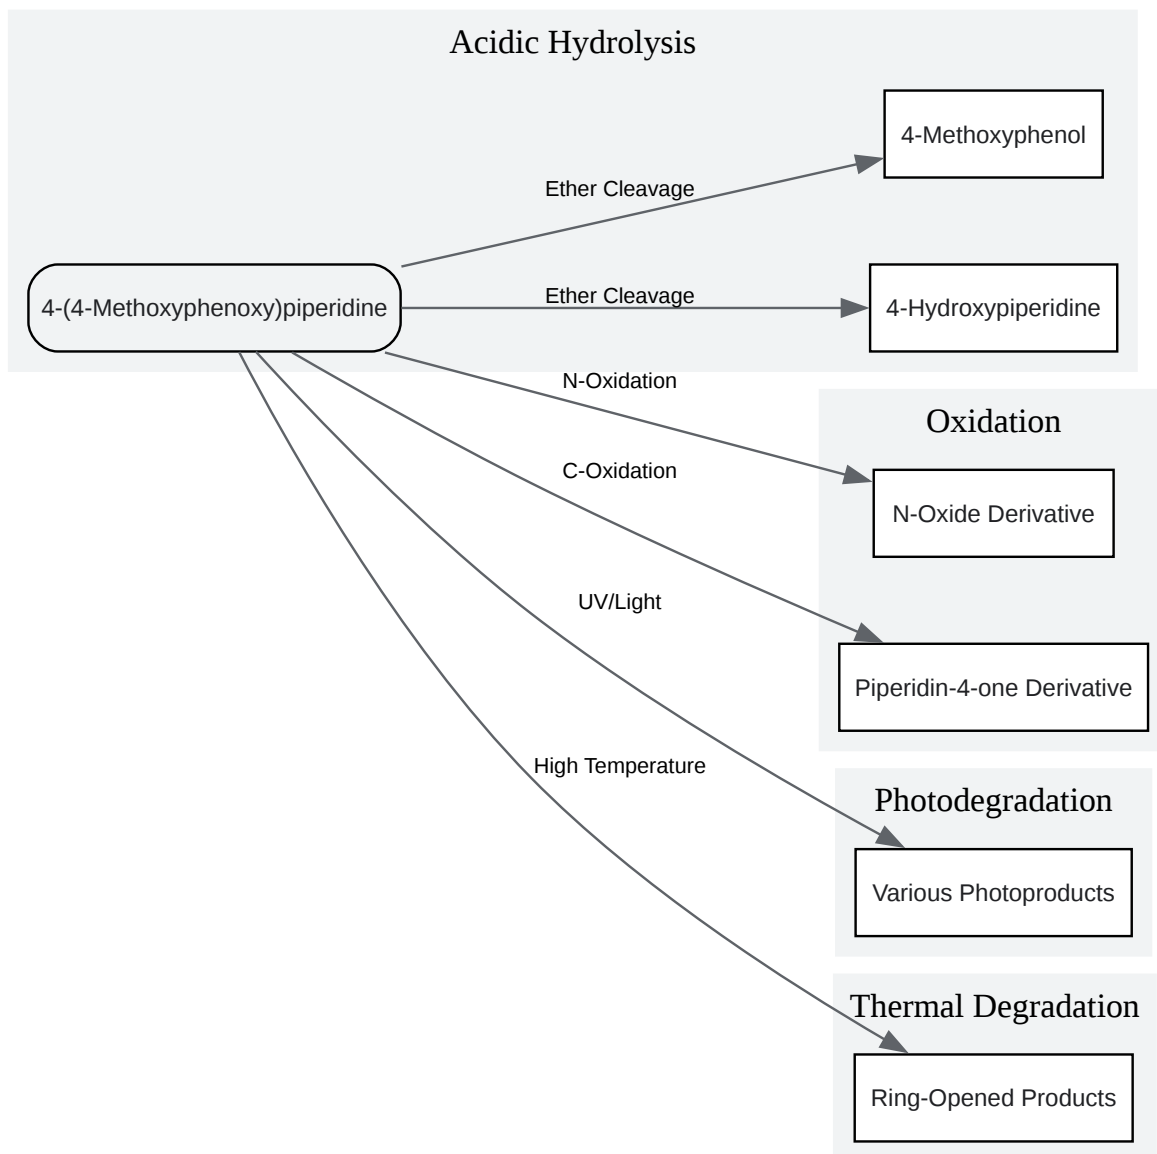 Acidic Hydrolysis
4-Methoxyphenol
Ether Cleavage
4-(4-Methoxyphenoxy)piperidine
Ether Cleavage
4-Hydroxypiperidine
N-Oxidation
Oxidation
C-Oxidation
N-Oxide Derivative
UV/Light
Piperidin-4-one Derivative
High Temperature
Photodegradation
Various Photoproducts
Thermal Degradation
Ring-Opened Products